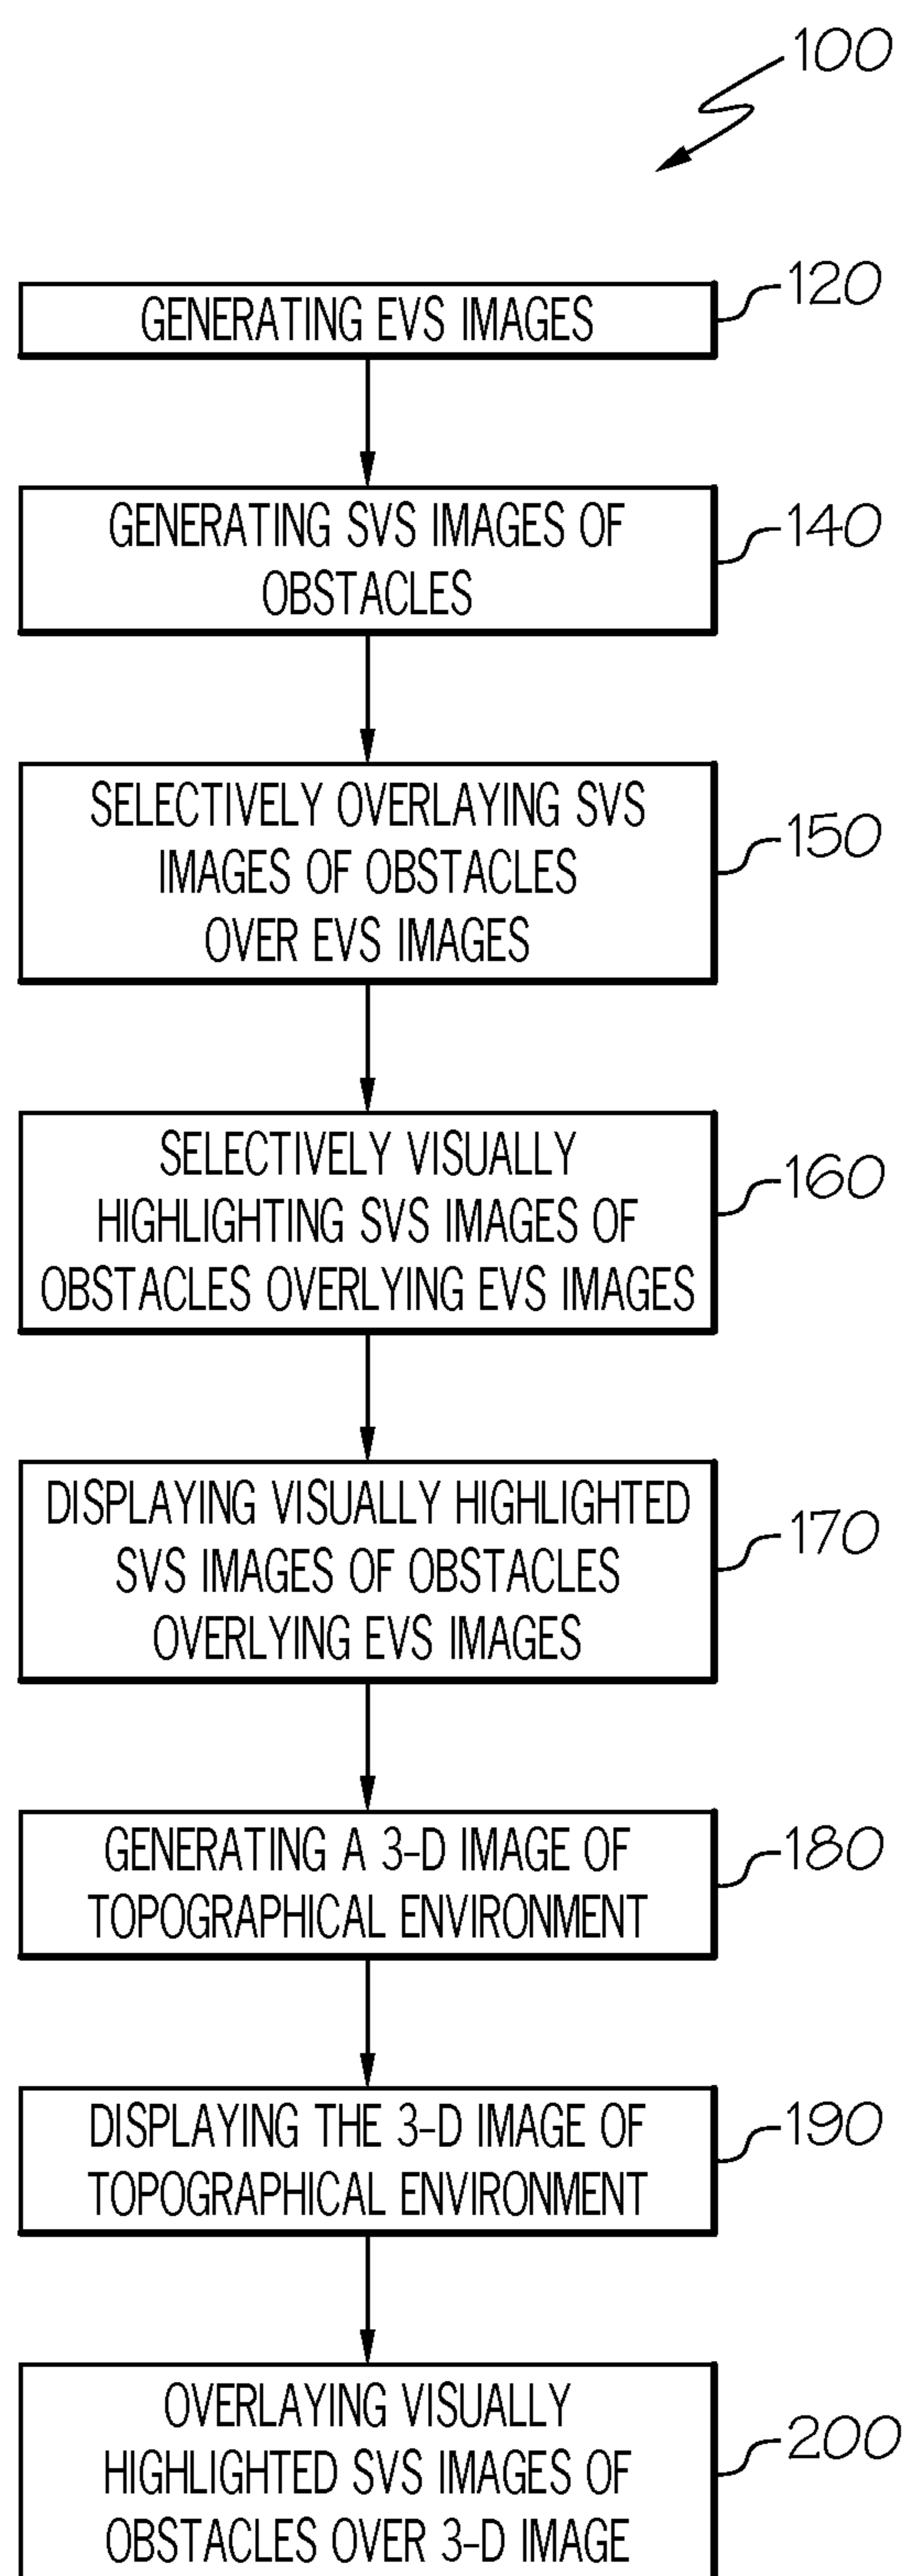 100
GENERATING EVS IMAGES
120
GENERATING SVS IMAGES OF
OBSTACLES
140
SELECTIVELY OVERLAYING SVS
IMAGES OF OBSTACLES
OVER EVS IMAGES
150
SELECTIVELY VISUALLY
HIGHLIGHTING SVS IMAGES OF
OBSTACLES OVERLYING EVS IMAGES
160
DISPLAYING VISUALLY HIGHLIGHTED
SVS IMAGES OF OBSTACLES
OVERLYING EVS IMAGES
170
GENERATING A 3-D IMAGE OF
TOPOGRAPHICAL ENVIRONMENT
180
DISPLAYING THE 3-D IMAGE OF
TOPOGRAPHICAL ENVIRONMENT
190
OVERLAYING VISUALLY
HIGHLIGHTED SVS IMAGES OF
OBSTACLES OVER 3-D IMAGE
200